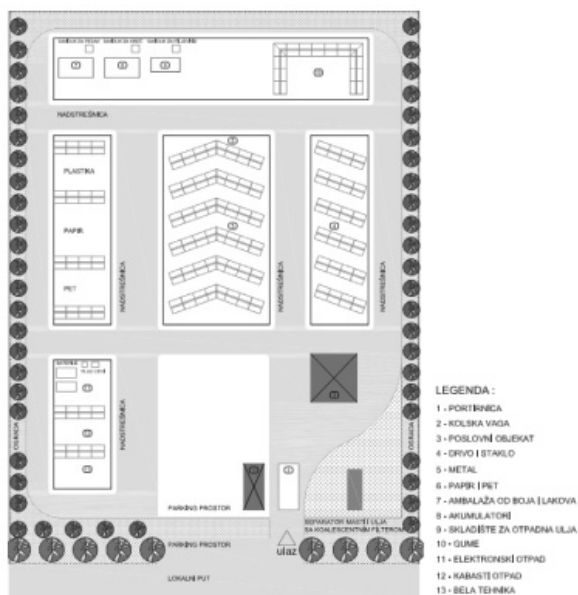 NADSTREŠNICA
PLASTIKA
PAPIR
PET
NADSTREŠNICA
NADSTREŠNICA
NADSTREŠNICA
NADSTREŠNICA
OGRADA
OGRADA
PARKING PROSTOR
PARKING PROSTOR
ulaz
SEPARATOR MASTI I ULJA
SA KOALESCENTNIM FILTEROM
LOKALNI PUT
LEGENDA :
1 - PORTIRNICA
2 - KOLSKA VAGA
3 - POSLOVNI OBJEKAT
4 - DRVO I STAKLO
5 - METAL
6 - PAPIR I PET
7 - AMBALAŽA OD BOJA I LAKOVA
8 - AKUMULATORI
9 - SKLADIŠTE ZA OTPADNA ULJA
10 - GUME
11 - ELEKTRONSKI OTPAD
12 - KABASTI OTPAD
13 - BELA TEHNIKA